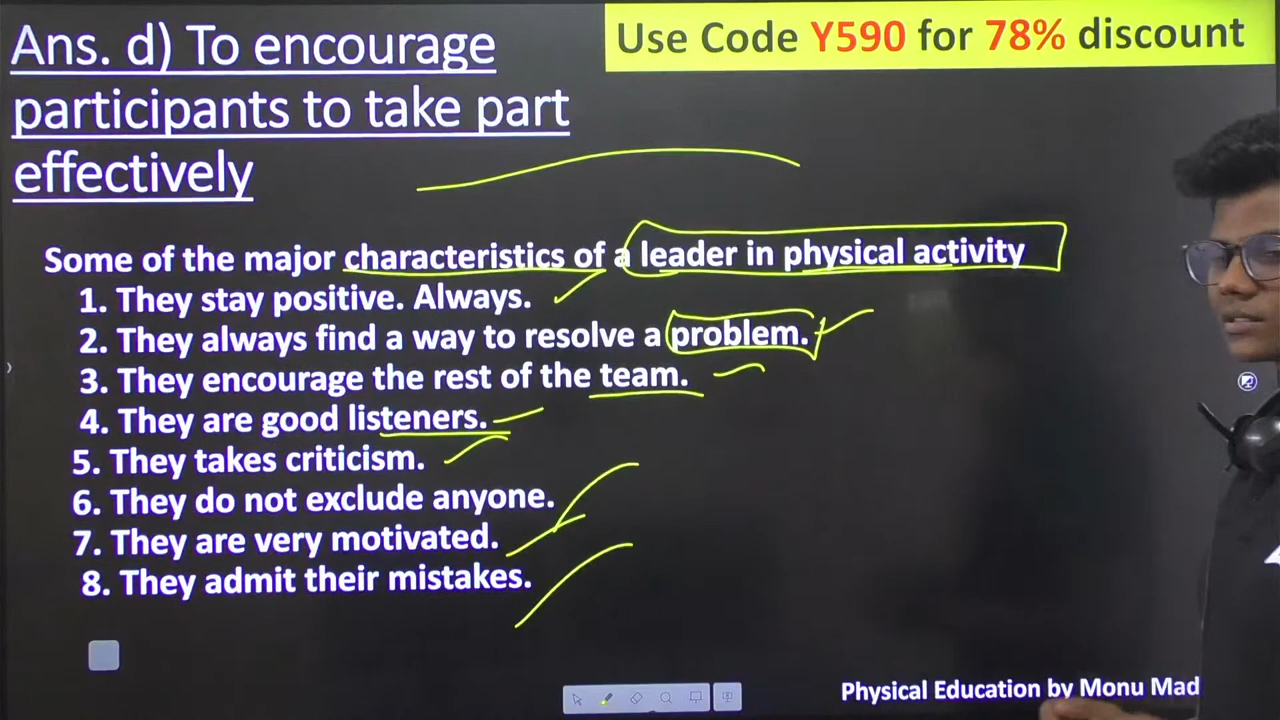 Ans. d) To encourage
participants to take part
effectively
Use Code Y590 for 78% discount
Some of the major characteristics of a leader in physical activity
1. They stay positive. Always.
2. They always find a way to resolve a problem.
3. They encourage the rest of the team.
4. They are good listeners.
5. They takes criticism.
6. They do not exclude anyone.
7. They are very motivated.
8. They admit their mistakes.
Physical Education by Monu Mad